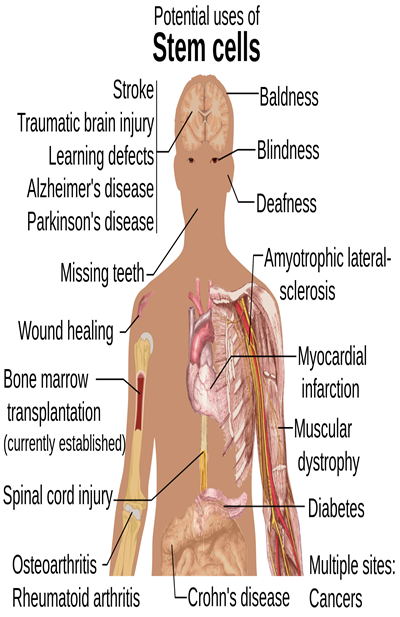 Potential uses of
Stem cells
Stroke
Traumatic brain injury
Learning defects
Alzheimer's disease
Parkinson's disease
Missing teeth
Wound healing
Bone marrow
transplantation
(currently established)
Spinal cord injury
Osteoarthritis
Rheumatoid arthritis
Baldness
Blindness
Deafness
Amyotrophic lateral-
sclerosis
Myocardial
infarction
Muscular
dystrophy
Diabetes
Crohn's disease
Multiple sites:
Cancers